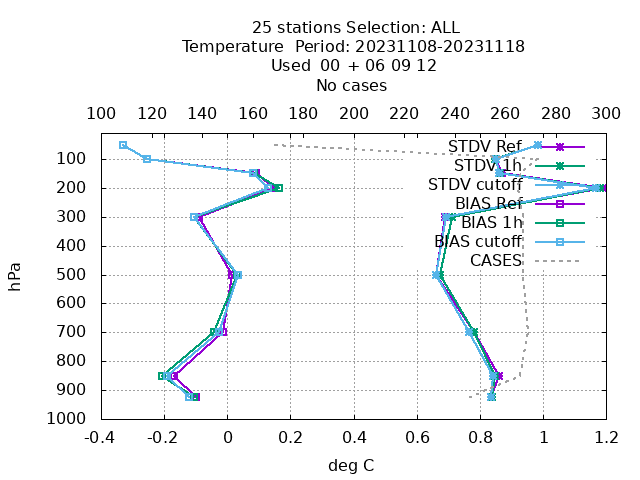 25 stations Selection: ALL
Temperature  Period: 20231108-20231118
Used  00 + 06 09 12
No cases
100 120 140 160 180 200 220 240 260 280 300
STDV Ref
STDV 1h
STDV cutoff
BIAS Ref
BIAS 1h
BIAS cutoff
CASES
100
200
300
400
500
600
700
800
900
1000
hPa
-0.4 -0.2 0 0.2 0.4 0.6 0.8 1 1.2
deg C